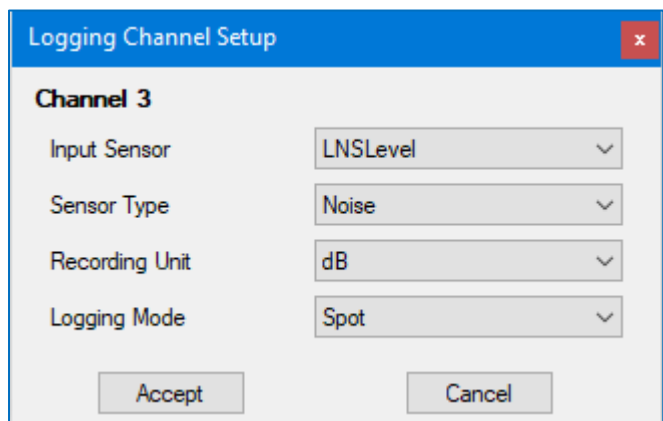 Logging Channel Setup x
Channel 3
Input Sensor LNSLevel
Sensor Type Noise
Recording Unit dB
Logging Mode Spot
Accept Cancel